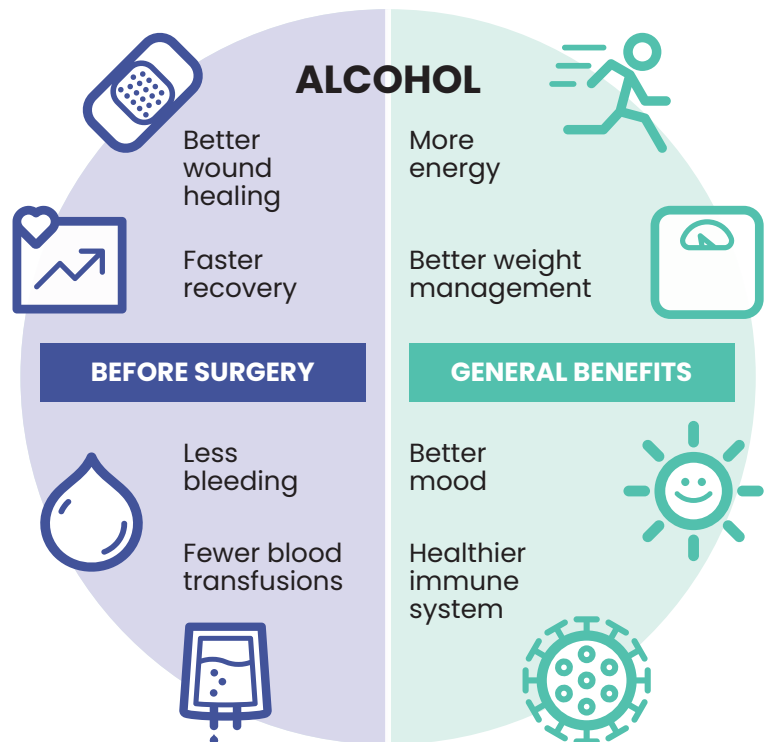 ALCOHOL
Better
wound
healing
Faster
recovery
BEFORE SURGERY
Less
bleeding
Fewer blood
transfusions
More
energy
Better weight
management
GENERAL BENEFITS
Better
mood
Healthier
immune
system